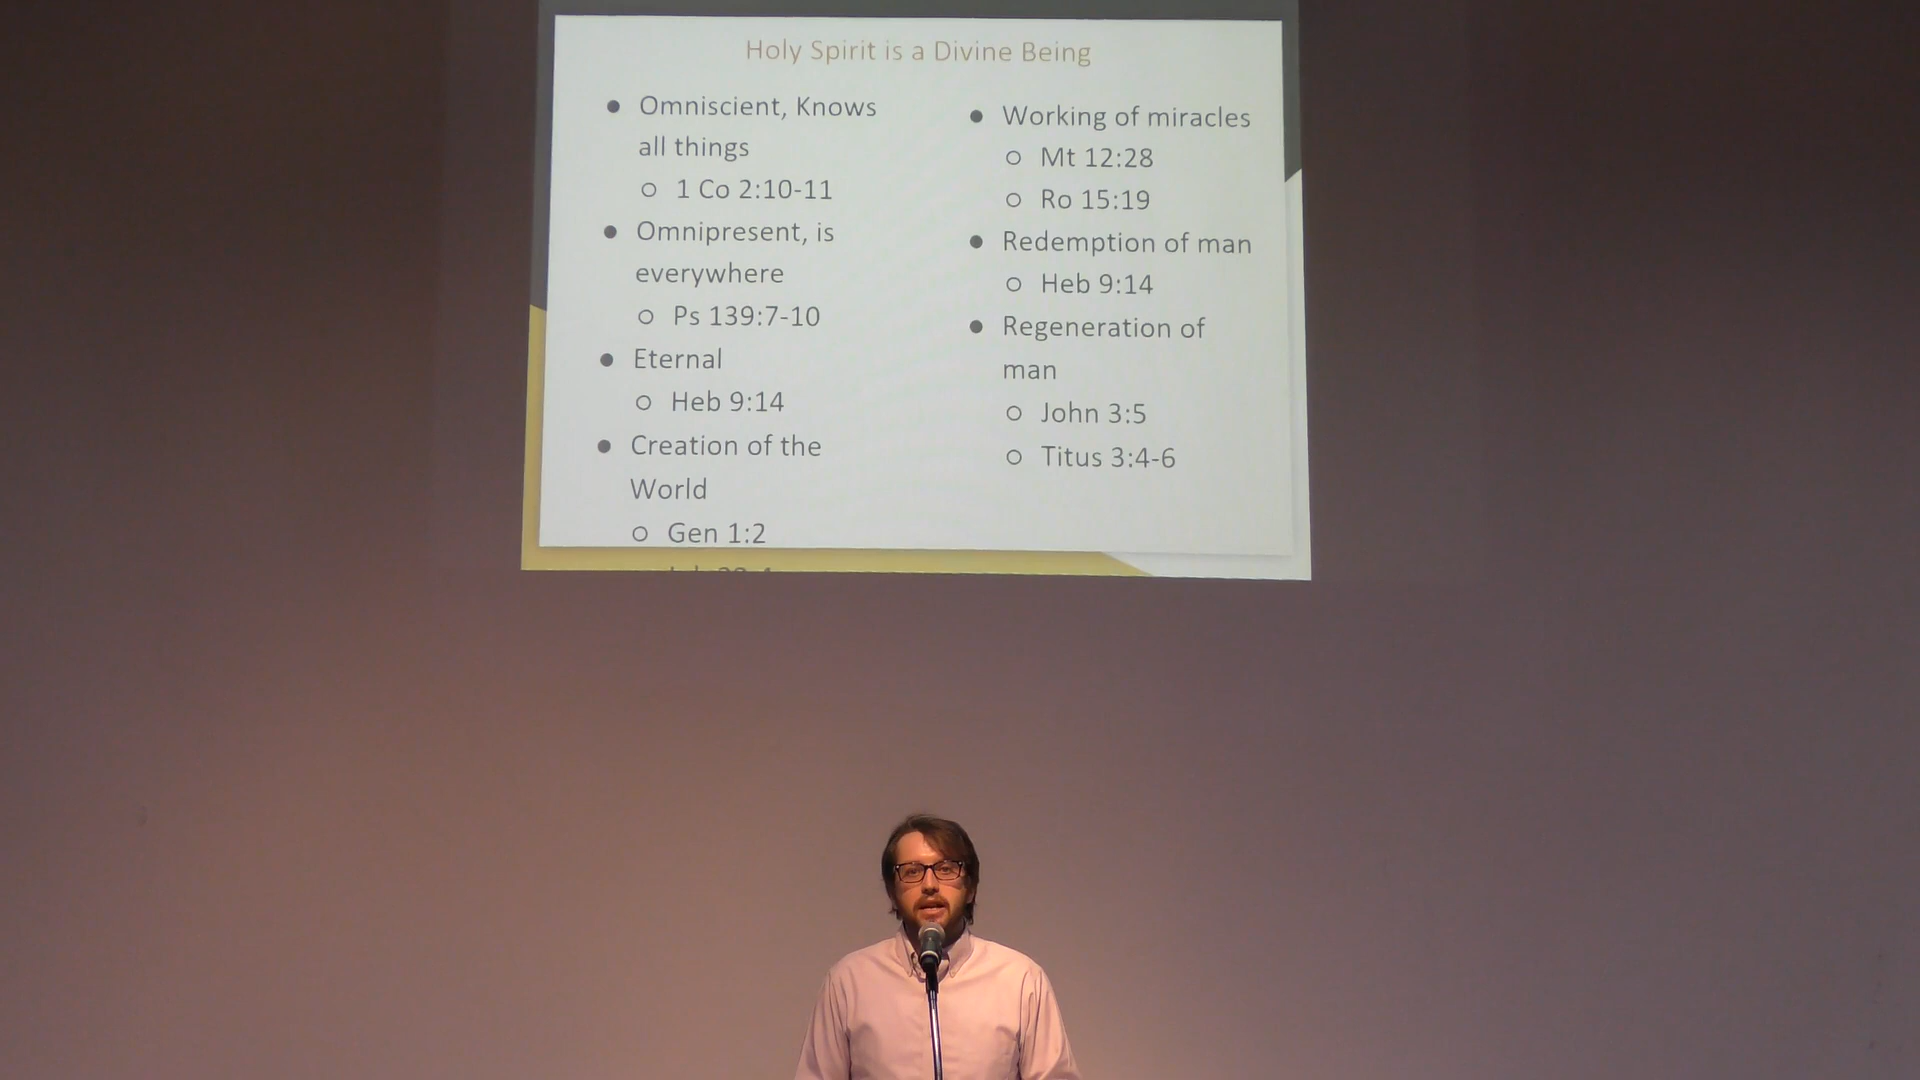 Holy Spirit is a Divine Being
● Omniscient, Knows
all things
○ 1 Co 2:10-11
● Omnipresent, is
everywhere
○ Ps 139:7-10
● Eternal
○ Heb 9:14
● Creation of the
World
○ Gen 1:2
● Working of miracles
○ Mt 12:28
○ Ro 15:19
● Redemption of man
○ Heb 9:14
● Regeneration of
man
○ John 3:5
○ Titus 3:4-6